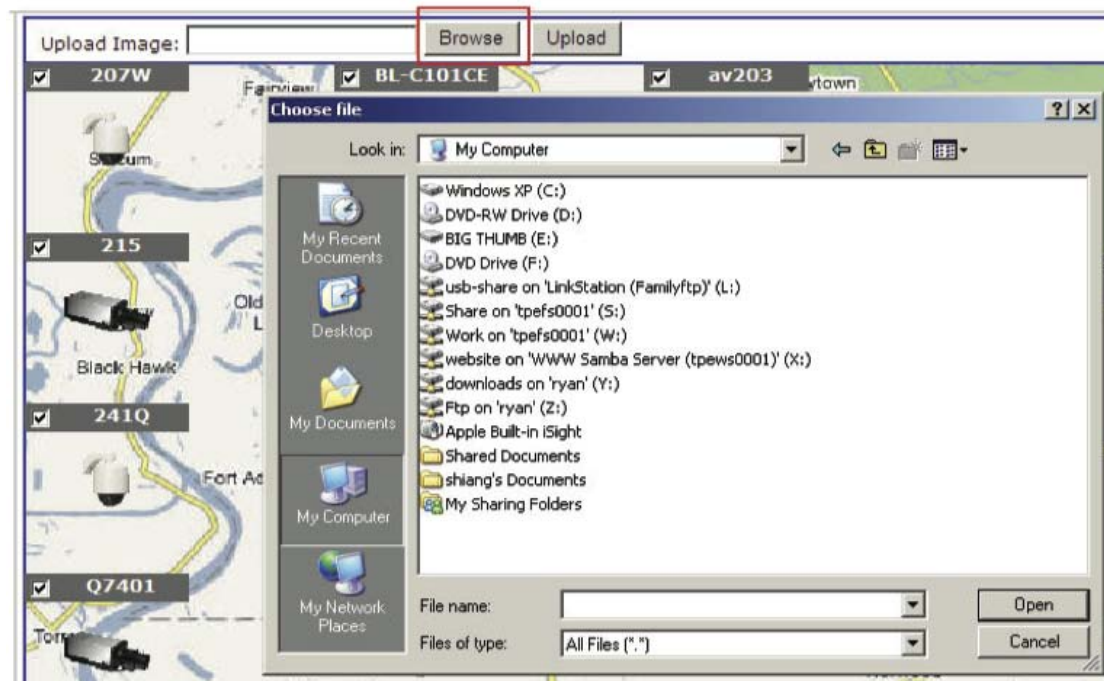 Upload Image: Browse Upload
207W
BL-C101CE
av203
Choose file
Look in: My Computer
My Recent Documents
Desktop
My Documents
My Computer
My Network Places
Windows XP (C:)
DVD-RW Drive (D:)
BIG THUMB (E:)
DVD Drive (F:)
usb-share on 'LinkStation (Familyftp)' (L:)
Share on 'tpefs0001' (S:)
Work on 'tpefs0001' (W:)
website on 'WWW Samba Server (tpews0001)' (X:)
downloads on 'ryan' (Y:)
Ftp on 'ryan' (Z:)
Apple Built-in iSight
Shared Documents
shiang's Documents
My Sharing Folders
File name:
Open
Files of type: All Files (*.*)
Cancel
215
Old
Black Hawk
241Q
Fort Ad
Q7401